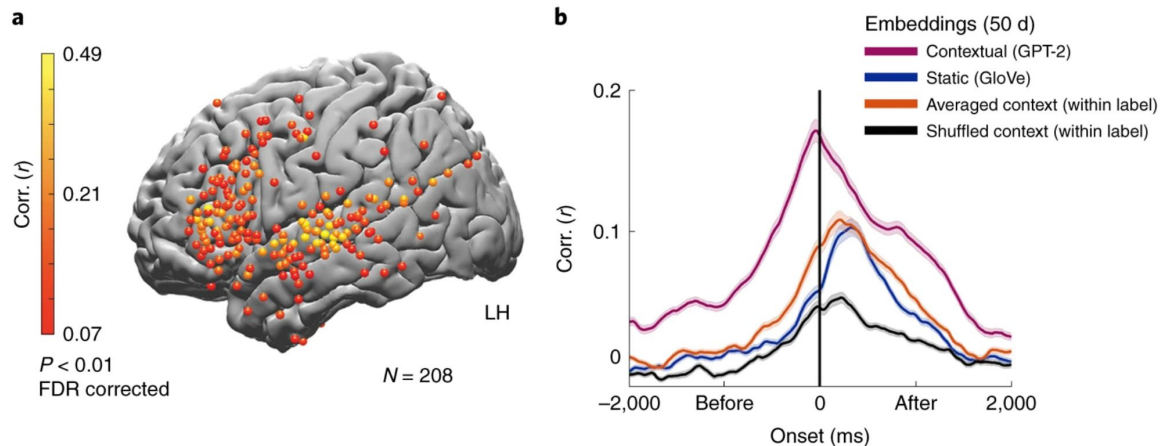 a
0.49
Corr. (r)
0.21
0.07
P < 0.01
FDR corrected
N = 208
LH
b
Embeddings (50 d)
Contextual (GPT-2)
Static (GloVe)
Averaged context (within label)
Shuffled context (within label)
0.2
Corr. (r)
0.1
0
−2,000 Before 0 After 2,000
Onset (ms)